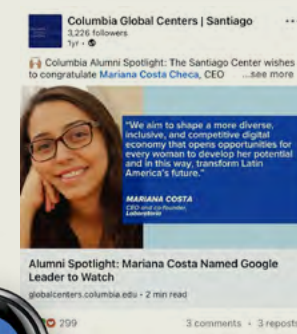 Columbia Global Centers | Santiago
3,226 followers
1yr •
Columbia Alumni Spotlight: The Santiago Center wishes
to congratulate Mariana Costa Checa, CEO ...see more
"We aim to shape a more diverse,
inclusive, and competitive digital
economy that opens opportunities for
every woman to develop her potential
and in this way, transform Latin
America's future."
MARIANA COSTA
CEO and co-founder,
Laboratoria
Alumni Spotlight: Mariana Costa Named Google
Leader to Watch
globalcenters.columbia.edu • 2 min read
299
3 comments • 3 reposts